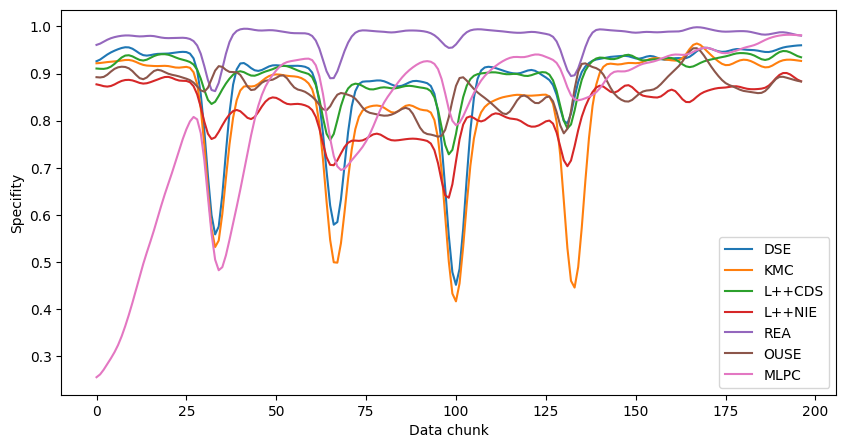 1.0
0.9
0.8
0.7
0.6
0.5
0.4
0.3
Specifity
0 25 50 75 100 125 150 175 200
Data chunk
DSE
KMC
L++CDS
L++NIE
REA
OUSE
MLPC